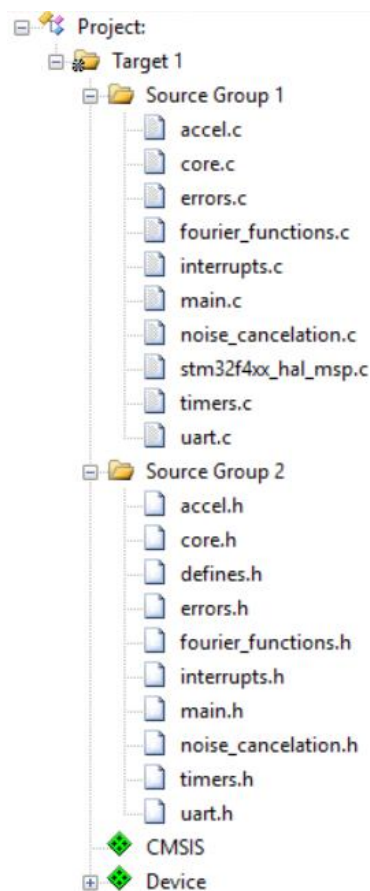 Project:
Target 1
Source Group 1
accel.c
core.c
errors.c
fourier_functions.c
interrupts.c
main.c
noise_cancelation.c
stm32f4xx_hal_msp.c
timers.c
uart.c
Source Group 2
accel.h
core.h
defines.h
errors.h
fourier_functions.h
interrupts.h
main.h
noise_cancelation.h
timers.h
uart.h
CMSIS
Device